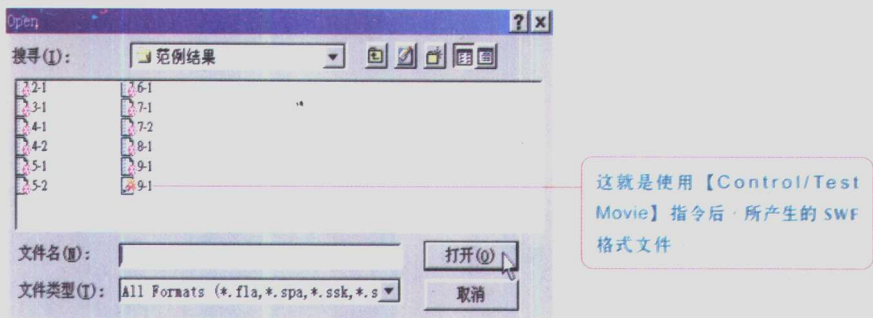 Open
搜寻(I):
范例结果
2-1
3-1
4-1
4-2
5-1
5-2
6-1
7-1
7-2
8-1
9-1
9-1
这就是使用【Control/Test
Movie】指令后,所产生的 SWF
格式文件
文件名(N):
打开(O)
文件类型(T):
All Formats (*.fla,*.spa,*.ssk,*.s
取消